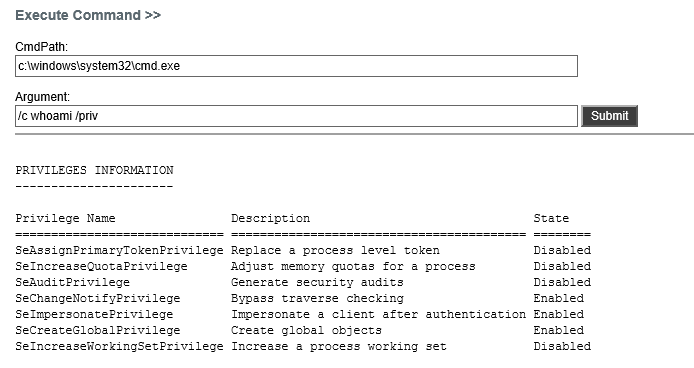 Execute Command >>
CmdPath:
c:\windows\system32\cmd.exe
Argument:
/c whoami /priv Submit
PRIVILEGES INFORMATION
----------------------
Privilege Name Description State
============================= ========================================= ========
SeAssignPrimaryTokenPrivilege Replace a process level token Disabled
SeIncreaseQuotaPrivilege Adjust memory quotas for a process Disabled
SeAuditPrivilege Generate security audits Disabled
SeChangeNotifyPrivilege Bypass traverse checking Enabled
SeImpersonatePrivilege Impersonate a client after authentication Enabled
SeCreateGlobalPrivilege Create global objects Enabled
SeIncreaseWorkingSetPrivilege Increase a process working set Disabled